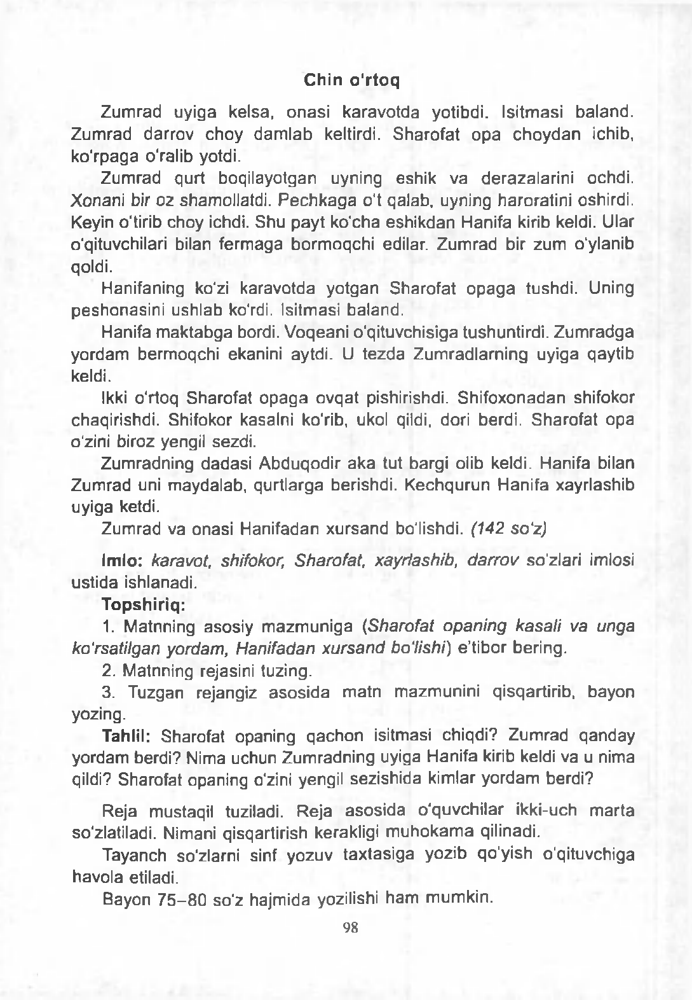 Chin o'rtoq
Zumrad uyiga kelsa, onasi karavotda yotibdi. Isitmasi baland.
Zumrad darrov choy damlab keltirdi. Sharofat opa choydan ichib,
ko'rpaga o'ralib yotdi.
Zumrad qurt boqilayotgan uyning eshik va derazalarini ochdi.
Xonani bir oz shamollatdi. Pechkaga o't qalab, uyning haroratini oshirdi.
Keyin o'tirib choy ichdi. Shu payt ko'cha eshikdan Hanifa kirib keldi. Ular
o'qituvchilari bilan fermaga bormoqchi edilar. Zumrad bir zum o'ylanib
qoldi.
Hanifaning ko'zi karavotda yotgan Sharofat opaga tushdi. Uning
peshonasini ushlab ko'rdi. Isitmasi baland.
Hanifa maktabga bordi. Voqeani o'qituvchisiga tushuntirdi. Zumradga
yordam bermoqchi ekanini aytdi. U tezda Zumradlarning uyiga qaytib
keldi.
Ikki o'rtoq Sharofat opaga ovqat pishirishdi. Shifoxonadan shifokor
chaqirishdi. Shifokor kasalni ko'rib, ukol qildi, dori berdi. Sharofat opa
o'zini biroz yengil sezdi.
Zumradning dadasi Abduqodir aka tut bargi olib keldi. Hanifa bilan
Zumrad uni maydalab, qurtlarga berishdi. Kechqurun Hanifa xayrlashib
uyiga ketdi.
Zumrad va onasi Hanifadan xursand bo'lishdi. (142 so'z)
Imlo: karavot, shifokor, Sharofat, xayrlashib, darrov so'zlari imlosi
ustida ishlanadi.
Topshiriq:
1. Matnning asosiy mazmuniga (Sharofat opaning kasali va unga
ko'rsatilgan yordam, Hanifadan xursand bo'lishi) e'tibor bering.
2. Matnning rejasini tuzing.
3. Tuzgan rejangiz asosida matn mazmunini qisqartirib, bayon
yozing.
Tahlil: Sharofat opaning qachon isitmasi chiqdi? Zumrad qanday
yordam berdi? Nima uchun Zumradning uyiga Hanifa kirib keldi va u nima
qildi? Sharofat opaning o'zini yengil sezishida kimlar yordam berdi?
Reja mustaqil tuziladi. Reja asosida o'quvchilar ikki-uch marta
so'zlatiladi. Nimani qisqartirish kerakligi muhokama qilinadi.
Tayanch so'zlarni sinf yozuv taxtasiga yozib qo'yish o'qituvchiga
havola etiladi.
Bayon 75–80 so'z hajmida yozilishi ham mumkin.
98